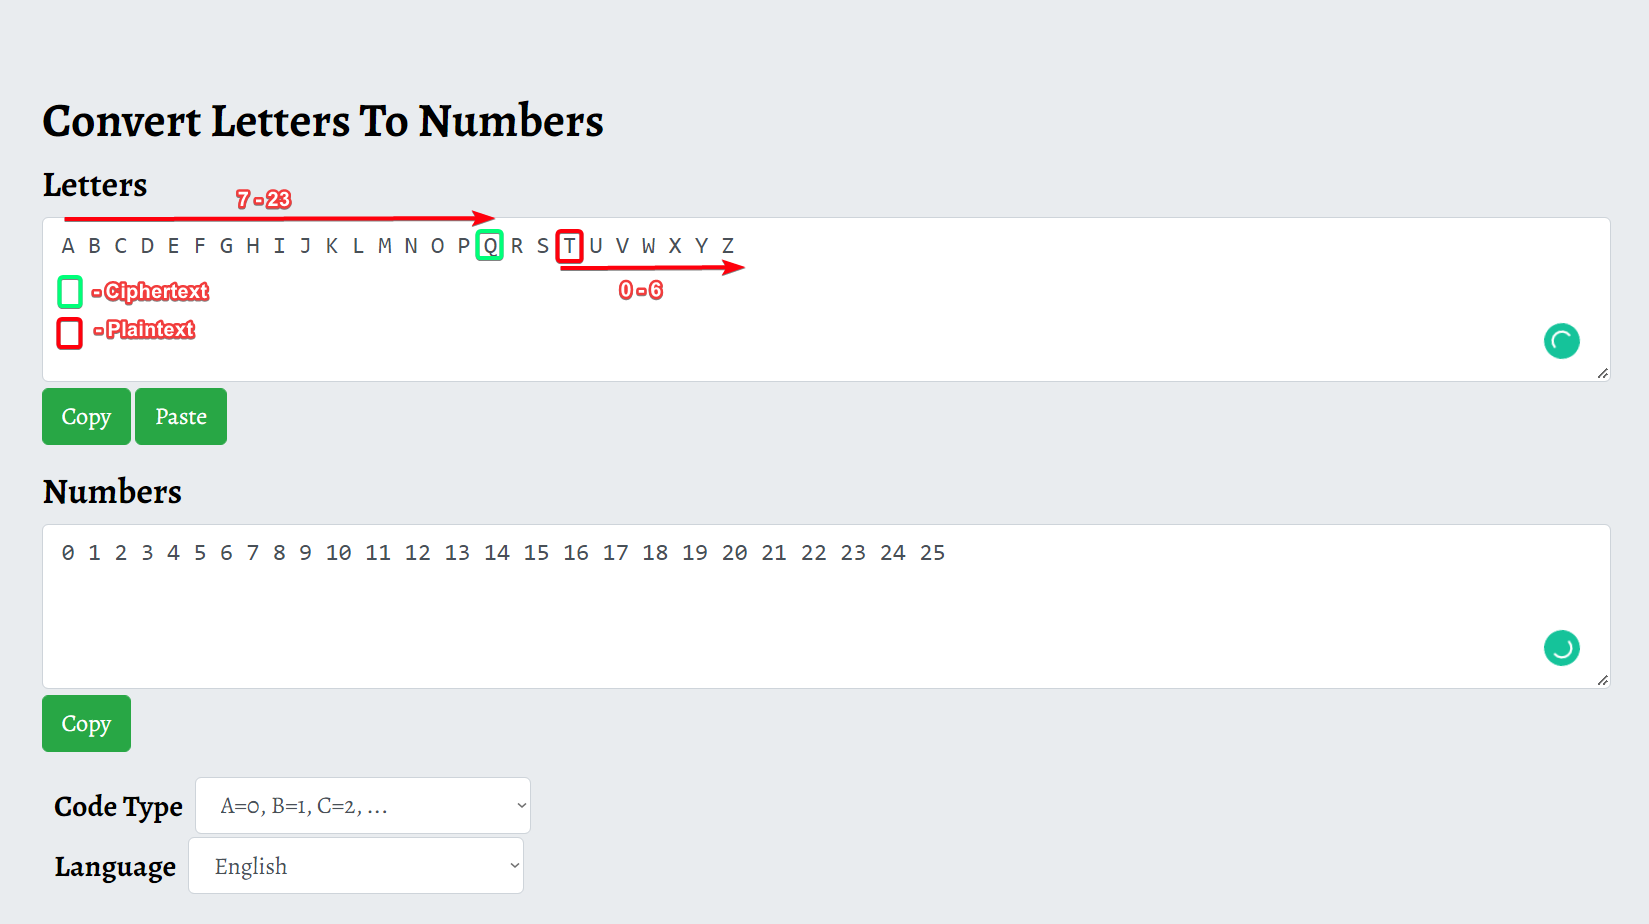 Convert Letters To Numbers
Letters
7 - 23
A B C D E F G H I J K L M N O P Q R S T U V W X Y Z
0 - 6
- Ciphertext
- Plaintext
Copy Paste
Numbers
0 1 2 3 4 5 6 7 8 9 10 11 12 13 14 15 16 17 18 19 20 21 22 23 24 25
Copy
Code Type A=0, B=1, C=2, ...
Language English